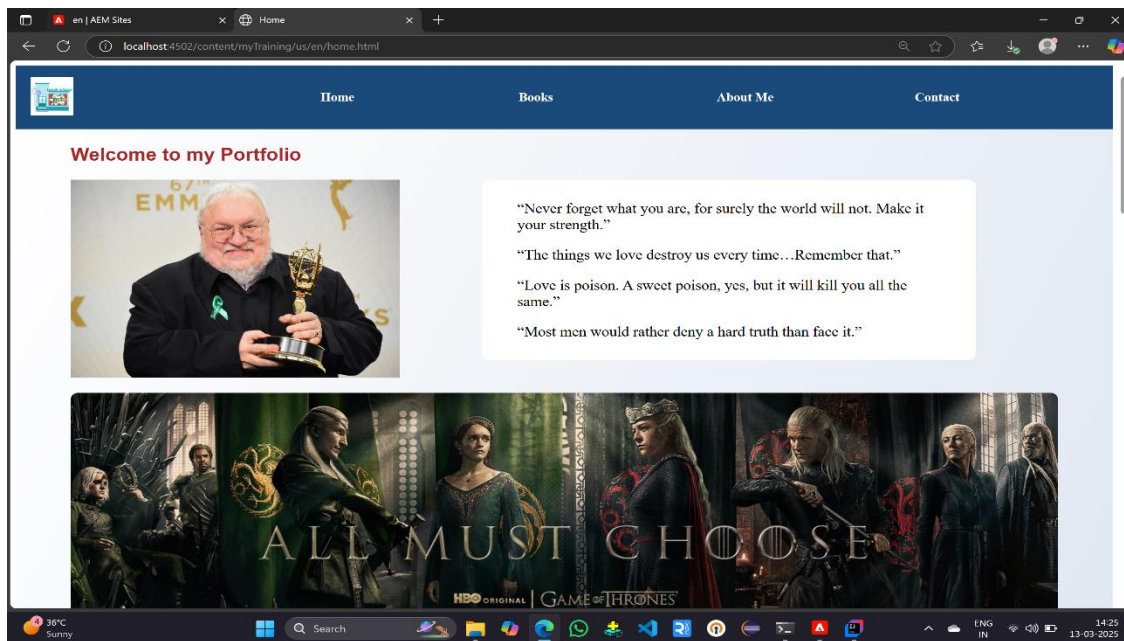 en | AEM Sites
Home
localhost:4502/content/myTraining/us/en/home.html
Home Books About Me Contact
Welcome to my Portfolio
67TH
EMM
“Never forget what you are, for surely the world will not. Make it
your strength.”
“The things we love destroy us every time…Remember that.”
“Love is poison. A sweet poison, yes, but it will kill you all the
same.”
“Most men would rather deny a hard truth than face it.”
ALL MUST CHOOSE
HBO ORIGINAL | GAME OF THRONES
4
36°C
Sunny
Search
ENG
IN
14:25
13-03-2025